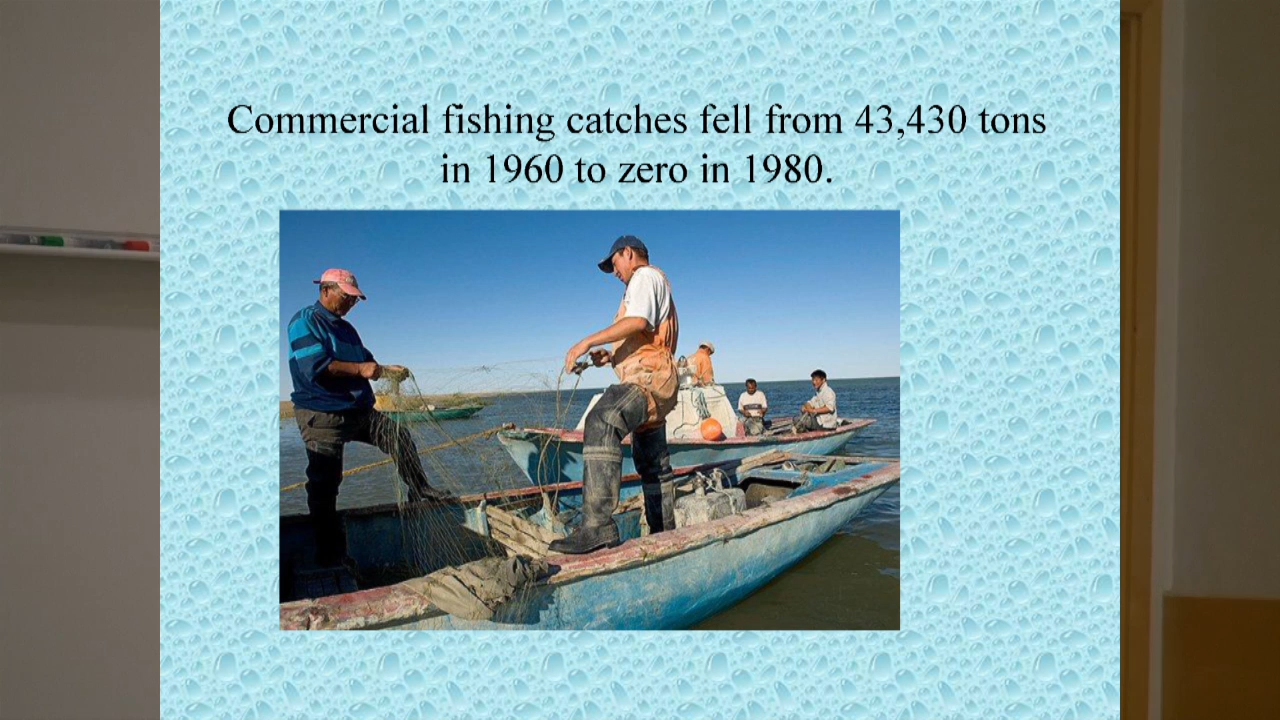 Commercial fishing catches fell from 43,430 tons
in 1960 to zero in 1980.